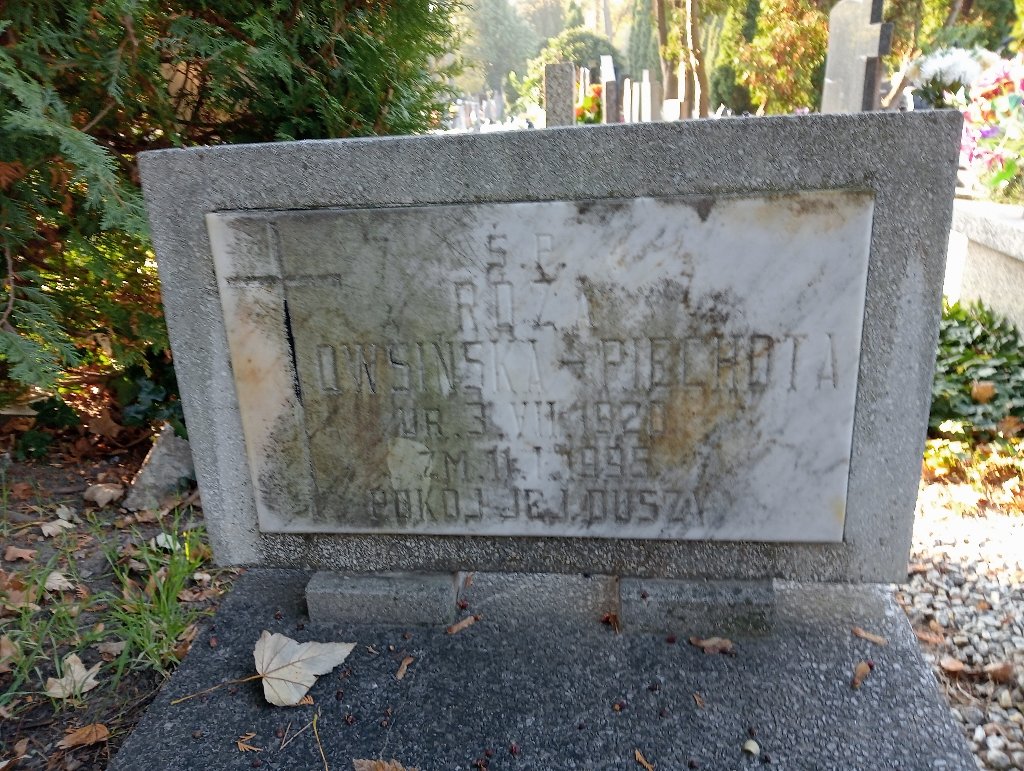 Ś.P.
RÓŻA
OWSIŃSKA - PIECHOTA
UR. 3. VII. 1920
ZM. 11. I. 1995
POKÓJ JEJ DUSZY